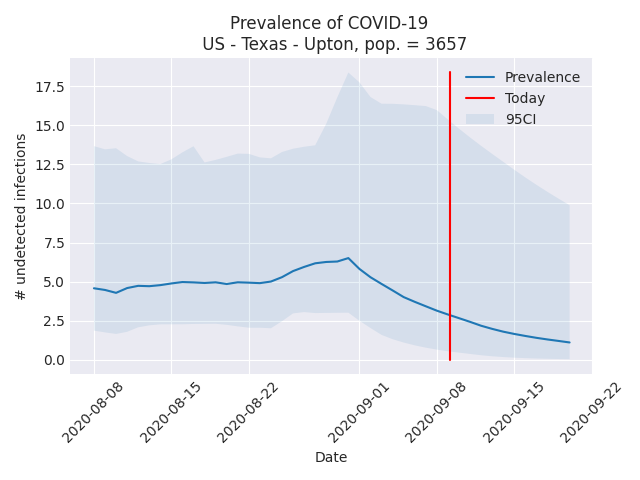 Prevalence of COVID-19
US - Texas - Upton, pop. = 3657
Prevalence
Today
95CI
# undetected infections
17.5
15.0
12.5
10.0
7.5
5.0
2.5
0.0
2020-08-08
2020-08-15
2020-08-22
2020-09-01
2020-09-08
2020-09-15
2020-09-22
Date